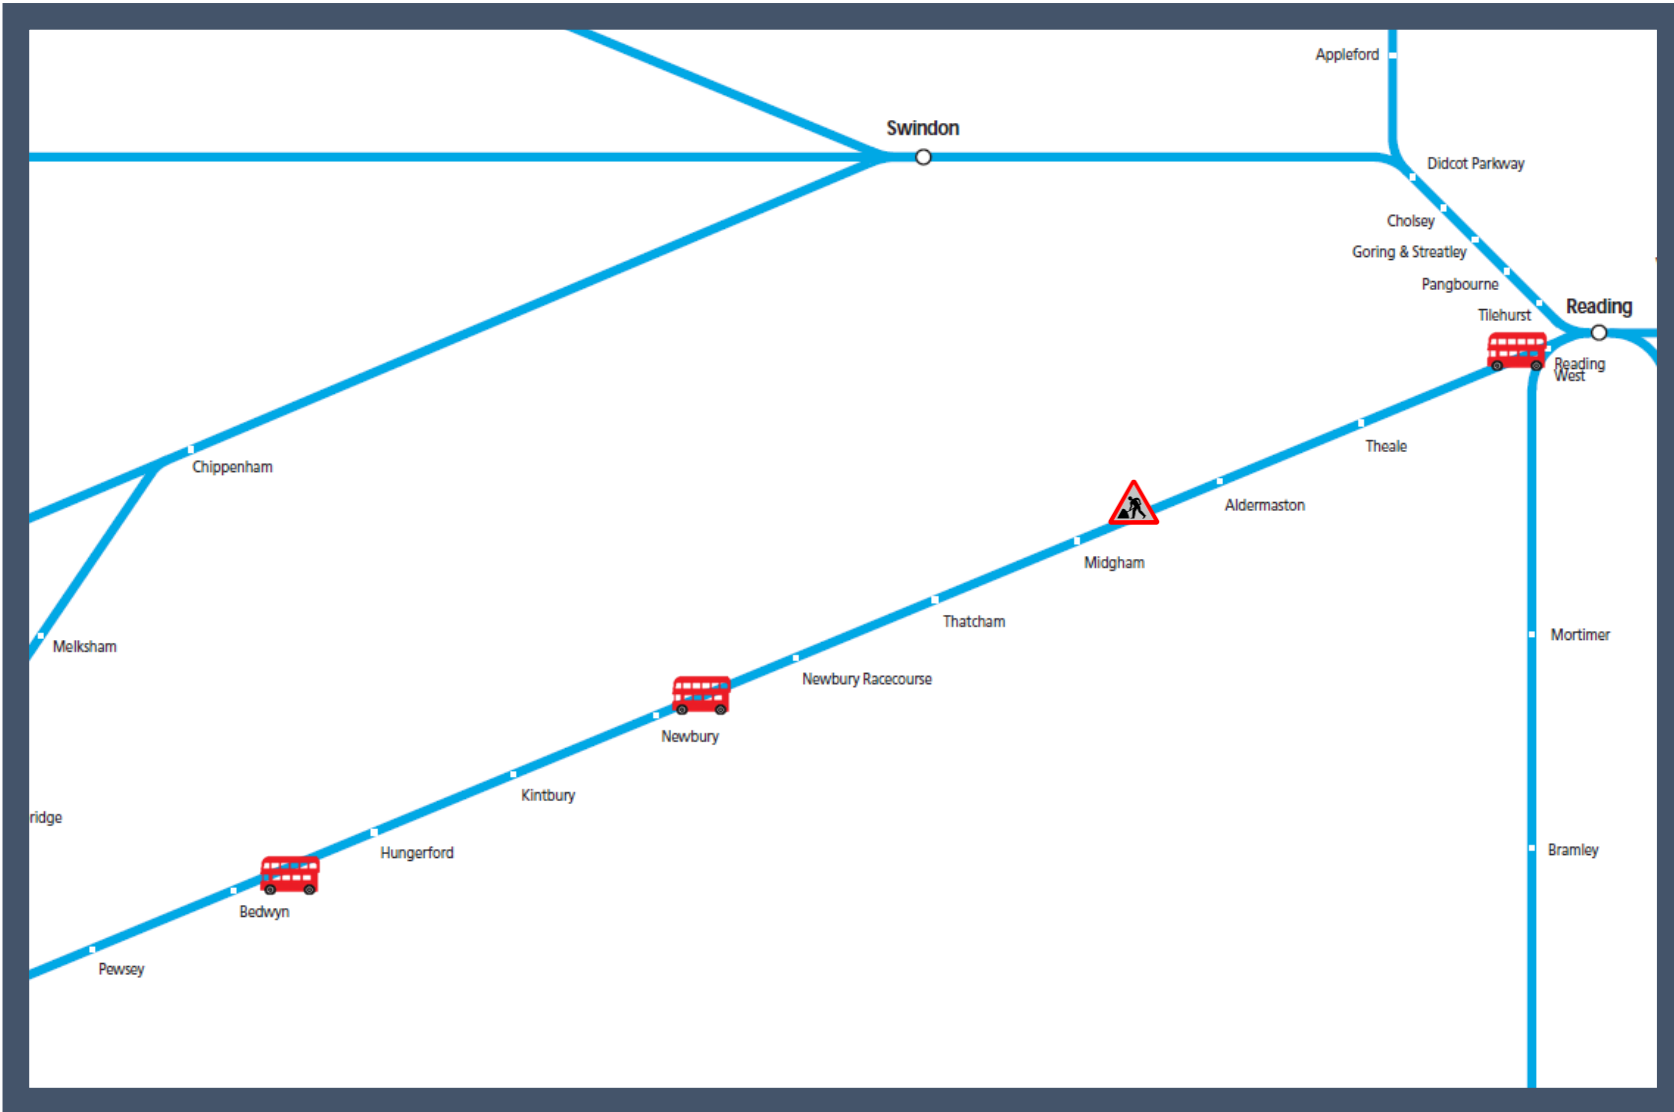 Appleford
Swindon
Didcot Parkway
Cholsey
Goring & Streatley
Pangbourne
Reading
Tilehurst
Reading
West
Theale
Chippenham
Aldermaston
Midgham
Thatcham
Mortimer
Melksham
Newbury Racecourse
Newbury
Kintbury
ridge
Hungerford
Bramley
Bedwyn
Pewsey